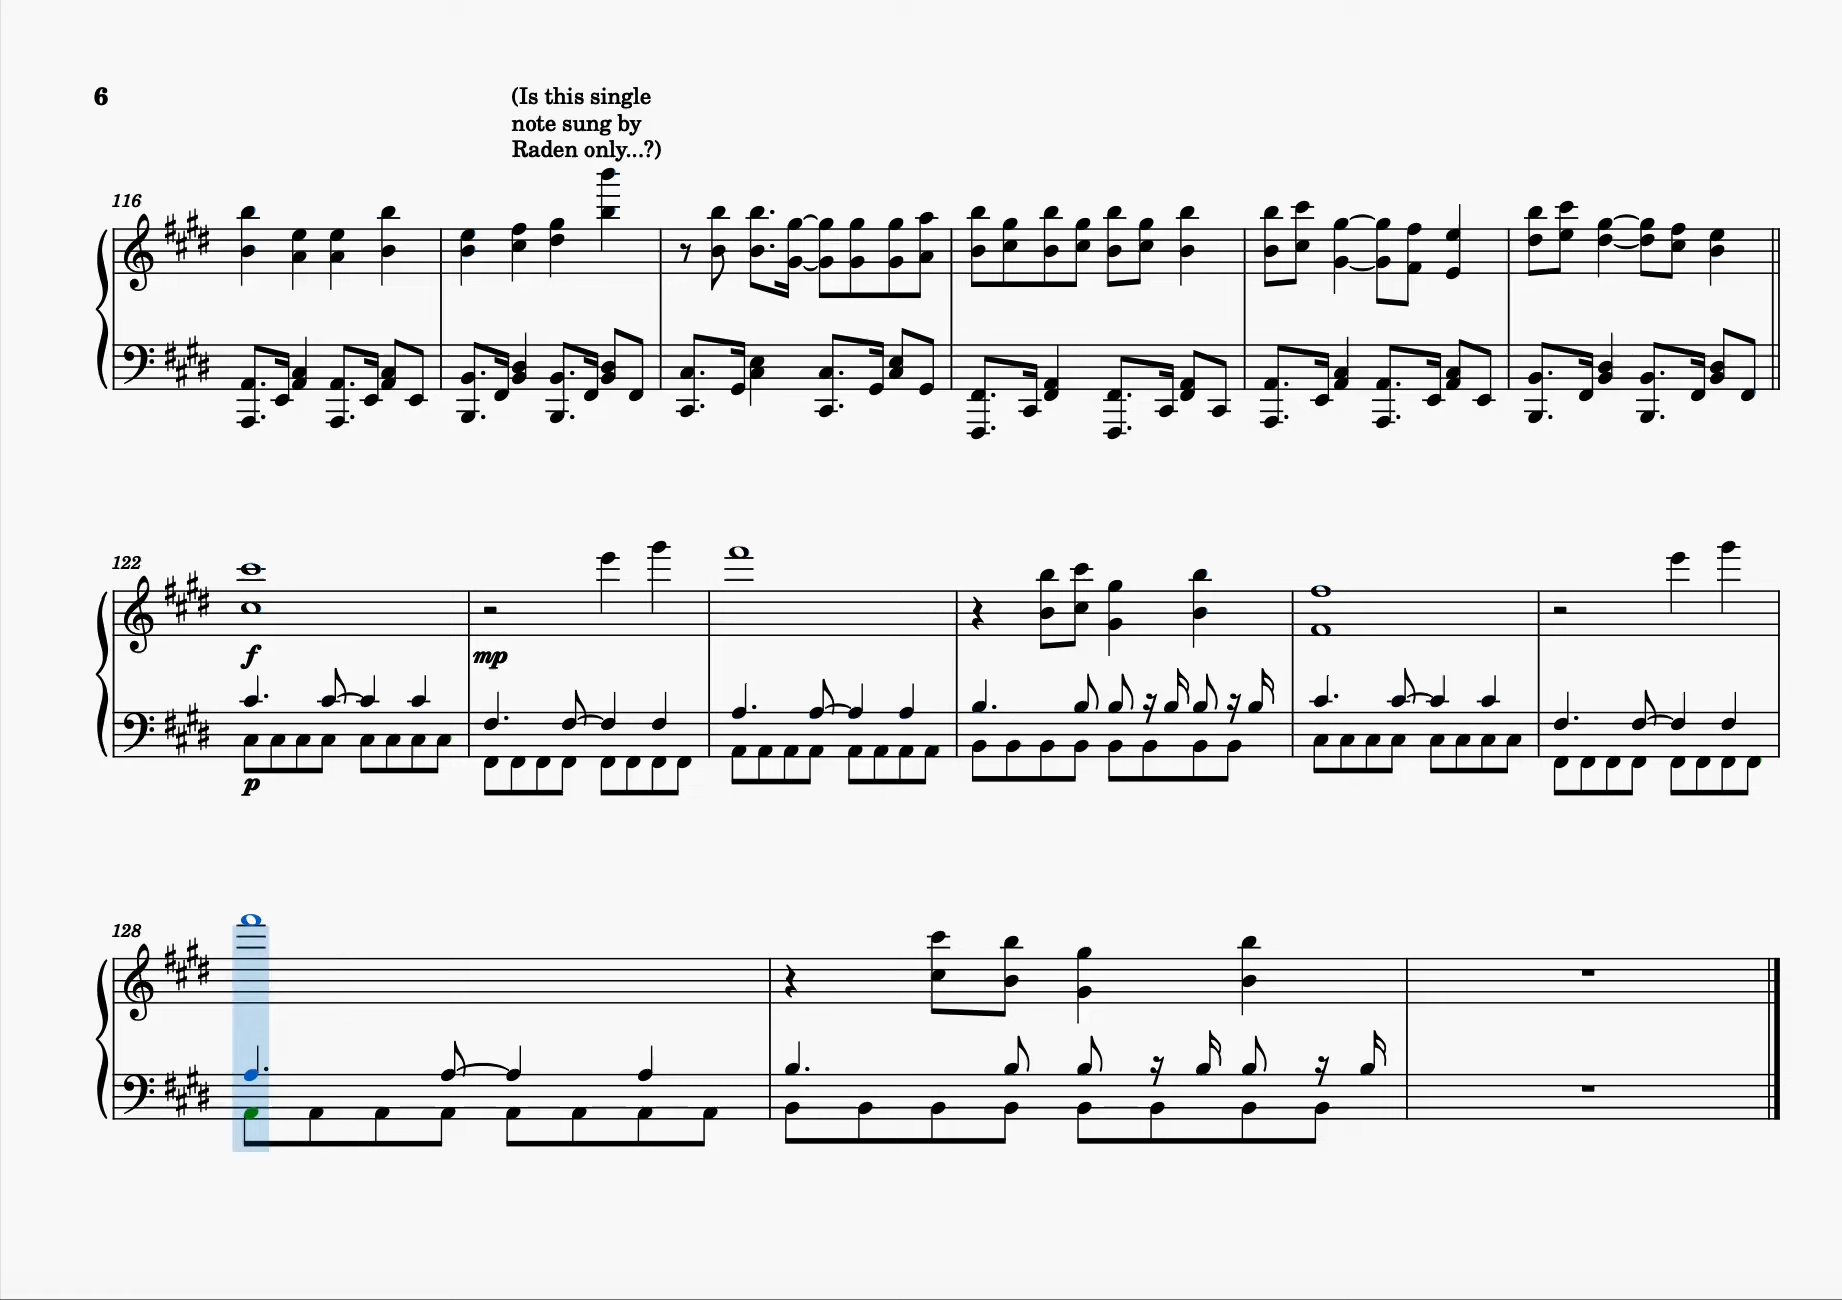 6
(Is this single
note sung by
Raden only...?)
116
122
f
mp
p
128